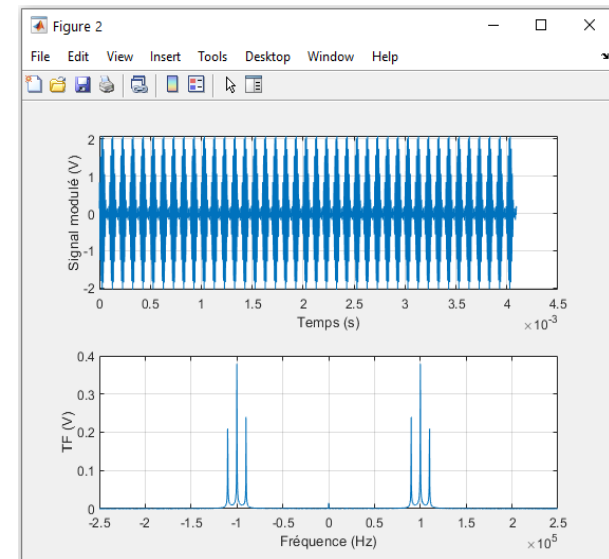 Figure 2
File Edit View Insert Tools Desktop Window Help
2
1
0
-1
-2
Signal modulé (V)
0 0.5 1 1.5 2 2.5 3 3.5 4 4.5
Temps (s)
×10-3
0.4
0.3
0.2
0.1
0
TF (V)
-2.5 -2 -1.5 -1 -0.5 0 0.5 1 1.5 2 2.5
Fréquence (Hz)
×10 5